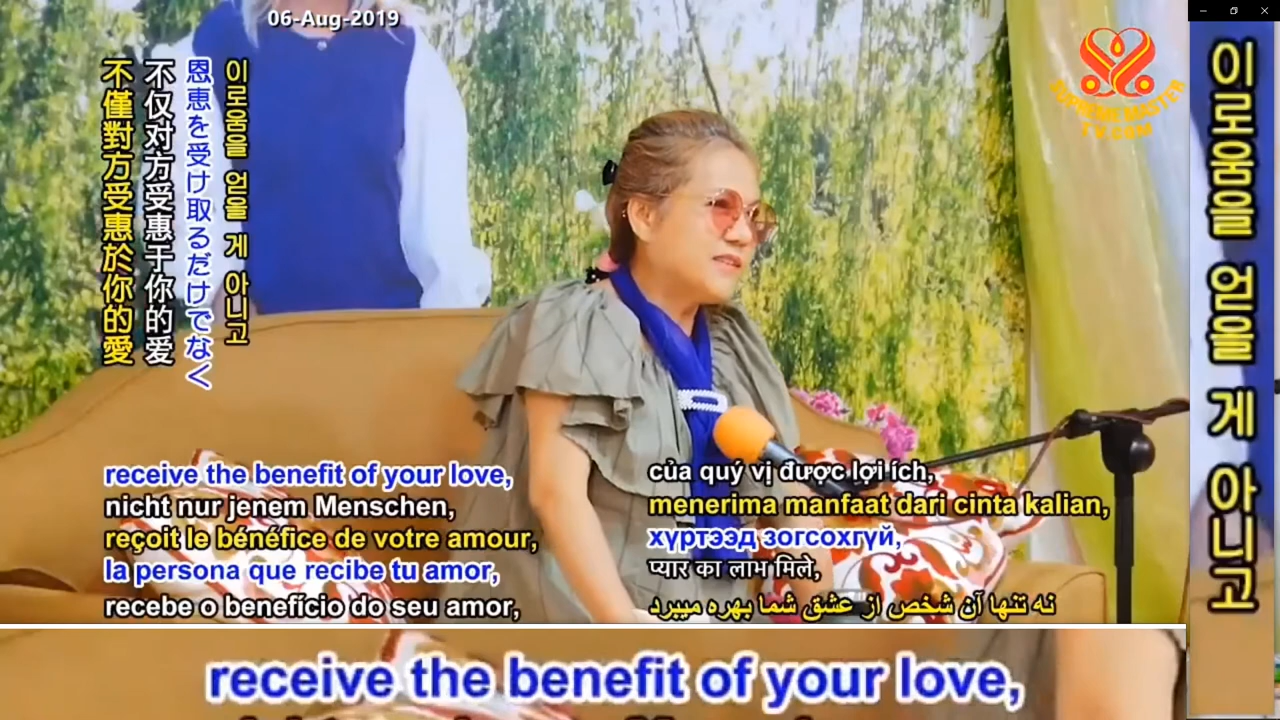 06-Aug-2019
이로움을 얻을 게 아니고
恩恵を受け取るだけでなく
不仅对方受惠于你的爱
不僅對方受惠於你的愛
SUPREME MASTER
TV.COM
receive the benefit of your love,
nicht nur jenem Menschen,
reçoit le bénéfice de votre amour,
la persona que recibe tu amor,
recebe o benefício do seu amor,
của quý vị được lợi ích,
menerima manfaat dari cinta kalian,
хүртээд зогсохгүй,
प्यार का लाभ मिले,
نه تنها آن شخص از عشق شما بهره میبرد
이로움을 얻을 게 아니고
receive the benefit of your love,